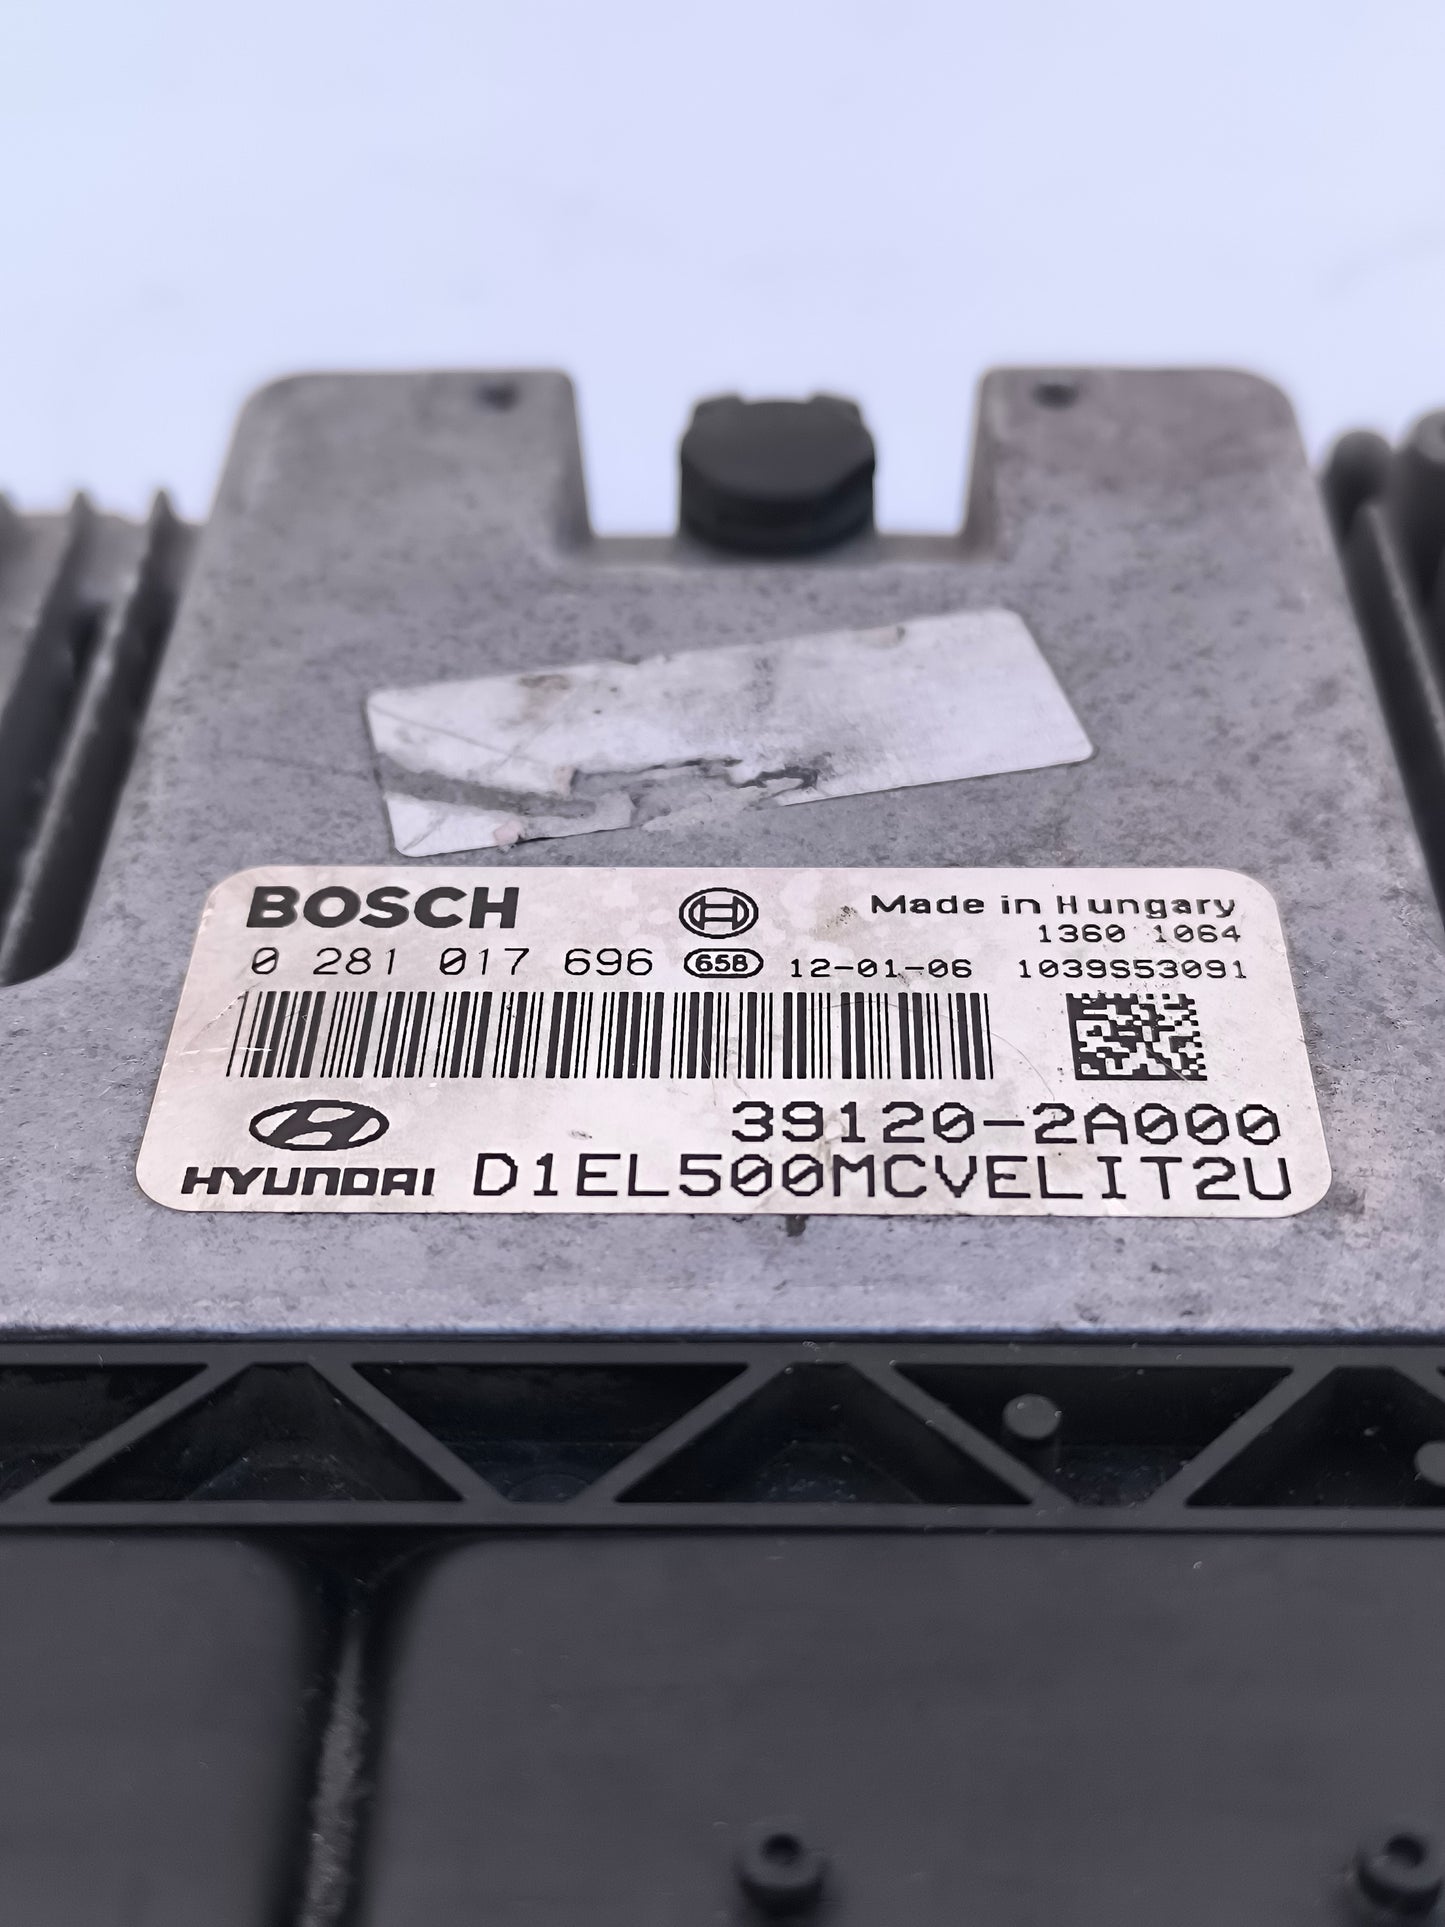 BOSCH
Made in Hungary
1360 1064
0 281 017 696 658 12-01-06 1039S53091
39120-2A000
HYUNDAI D1EL500MCVELIT2U